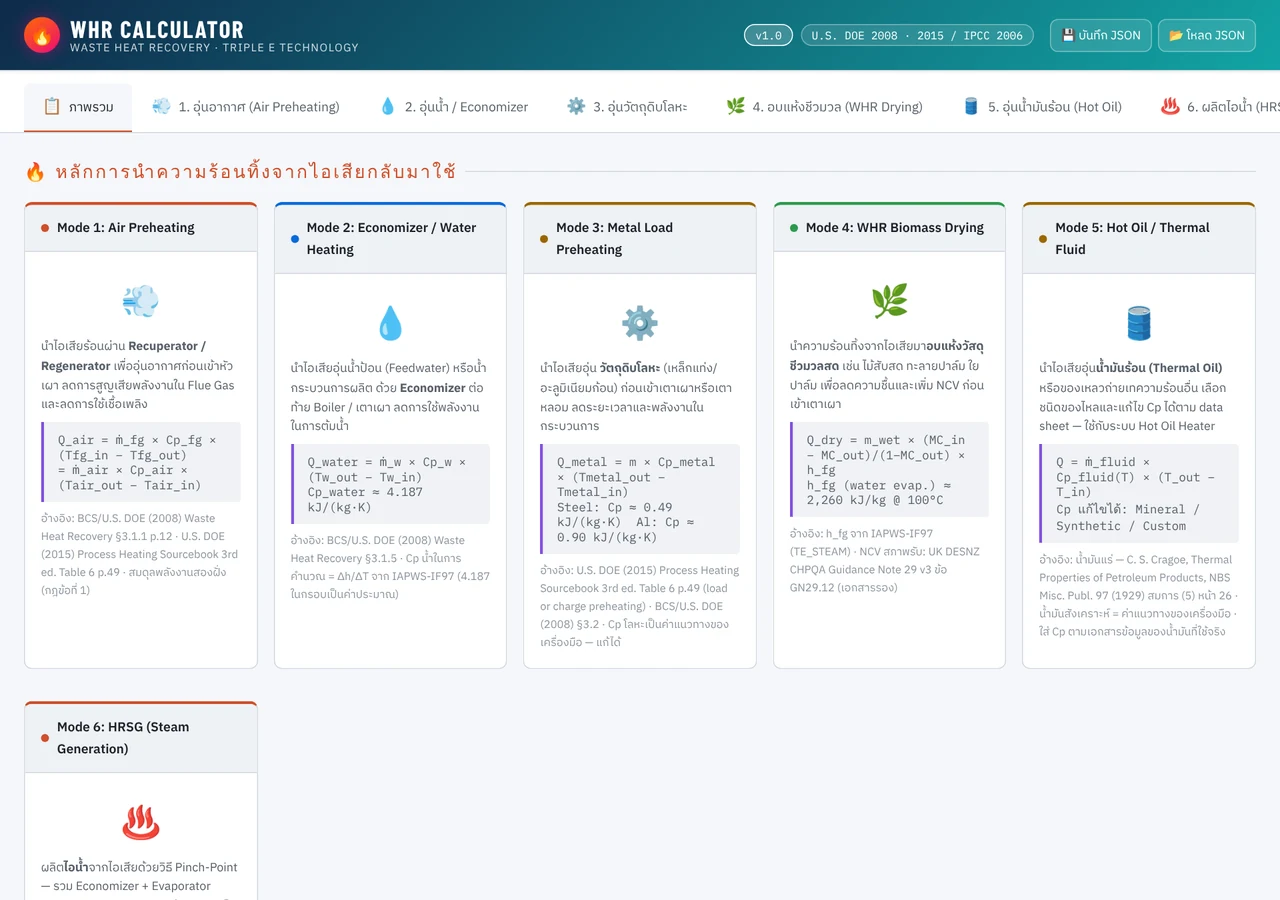 WHR CALCULATOR
WASTE HEAT RECOVERY · TRIPLE E TECHNOLOGY
v1.0
U.S. DOE 2008 · 2015 / IPCC 2006
💾 บันทึก JSON
📂 โหลด JSON
📋 ภาพรวม
💨 1. อุ่นอากาศ (Air Preheating)
💧 2. อุ่นน้ำ / Economizer
⚙️ 3. อุ่นวัตถุดิบโลหะ
🌿 4. อบแห้งชีวมวล (WHR Drying)
🛢️ 5. อุ่นน้ำมันร้อน (Hot Oil)
♨️ 6. ผลิตไอน้ำ (HRS
🔥 หลักการนำความร้อนทิ้งจากไอเสียกลับมาใช้
Mode 1: Air Preheating
นำไอเสียร้อนผ่าน Recuperator /
Regenerator เพื่ออุ่นอากาศก่อนเข้าหัว
เผา ลดการสูญเสียพลังงานใน Flue Gas
และลดการใช้เชื้อเพลิง
Q_air = ṁ_fg × Cp_fg ×
(Tfg_in − Tfg_out)
= ṁ_air × Cp_air ×
(Tair_out − Tair_in)
อ้างอิง: BCS/U.S. DOE (2008) Waste
Heat Recovery §3.1.1 p.12 · U.S. DOE
(2015) Process Heating Sourcebook 3rd
ed. Table 6 p.49 · สมดุลพลังงานสองฝั่ง
(กฎข้อที่ 1)
Mode 2: Economizer / Water
Heating
นำไอเสียอุ่นน้ำป้อน (Feedwater) หรือน้ำ
กระบวนการผลิต ด้วย Economizer ต่อ
ท้าย Boiler / เตาเผา ลดการใช้พลังงาน
ในการต้มน้ำ
Q_water = ṁ_w × Cp_w ×
(Tw_out − Tw_in)
Cp_water ≈ 4.187
kJ/(kg·K)
อ้างอิง: BCS/U.S. DOE (2008) Waste
Heat Recovery §3.1.5 · Cp น้ำในการ
คำนวณ = Δh/ΔT จาก IAPWS-IF97 (4.187
ในกรอบเป็นค่าประมาณ)
Mode 3: Metal Load
Preheating
นำไอเสียอุ่น วัตถุดิบโลหะ (เหล็กแท่ง/
อะลูมิเนียมก้อน) ก่อนเข้าเตาเผาหรือเตา
หลอม ลดระยะเวลาและพลังงานใน
กระบวนการ
Q_metal = m × Cp_metal
× (Tmetal_out −
Tmetal_in)
Steel: Cp ≈ 0.49
kJ/(kg·K)  Al: Cp ≈
0.90 kJ/(kg·K)
อ้างอิง: U.S. DOE (2015) Process Heating
Sourcebook 3rd ed. Table 6 p.49 (load
or charge preheating) · BCS/U.S. DOE
(2008) §3.2 · Cp โลหะเป็นค่าแนวทางของ
เครื่องมือ — แก้ได้
Mode 4: WHR Biomass Drying
นำความร้อนทิ้งจากไอเสียมาอบแห้งวัสดุ
ชีวมวลสด เช่น ไม้สับสด ทะลายปาล์ม ใย
ปาล์ม เพื่อลดความชื้นและเพิ่ม NCV ก่อน
เข้าเตาเผา
Q_dry = m_wet × (MC_in
− MC_out)/(1−MC_out) ×
h_fg
h_fg (water evap.) ≈
2,260 kJ/kg @ 100°C
อ้างอิง: h_fg จาก IAPWS-IF97
(TE_STEAM) · NCV สภาพรับ: UK DESNZ
CHPQA Guidance Note 29 v3 ข้อ
GN29.12 (เอกสารรอง)
Mode 5: Hot Oil / Thermal
Fluid
นำไอเสียอุ่นน้ำมันร้อน (Thermal Oil)
หรือของเหลวถ่ายเทความร้อนอื่น เลือก
ชนิดของไหลและแก้ไข Cp ได้ตาม data
sheet — ใช้กับระบบ Hot Oil Heater
Q = ṁ_fluid ×
Cp_fluid(T) × (T_out −
T_in)
Cp แก้ไขได้: Mineral /
Synthetic / Custom
อ้างอิง: น้ำมันแร่ — C. S. Cragoe, Thermal
Properties of Petroleum Products, NBS
Misc. Publ. 97 (1929) สมการ (5) หน้า 26 ·
น้ำมันสังเคราะห์ = ค่าแนวทางของเครื่องมือ ·
ใส่ Cp ตามเอกสารข้อมูลของน้ำมันที่ใช้จริง
Mode 6: HRSG (Steam
Generation)
ผลิตไอน้ำจากไอเสียด้วยวิธี Pinch-Point
— รวม Economizer + Evaporator